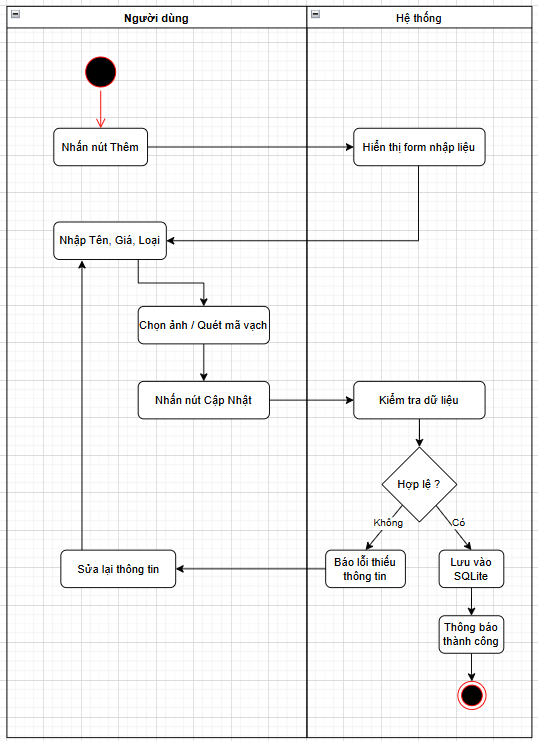 Người dùng
Hệ thống
Nhấn nút Thêm
Hiển thị form nhập liệu
Nhập Tên, Giá, Loại
Chọn ảnh / Quét mã vạch
Nhấn nút Cập Nhật
Kiểm tra dữ liệu
Hợp lệ ?
Không
Có
Sửa lại thông tin
Báo lỗi thiếu
thông tin
Lưu vào
SQLite
Thông báo
thành công